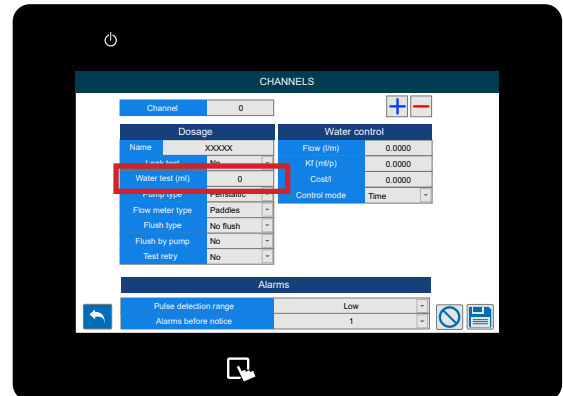 CHANNELS
Channel 0
Dosage Water control
Name XXXXX Flow (l/m) 0.0000
Leak test No Kf (ml/p) 0.0000
Water test (ml) 0 Cost/l 0.0000
Pump type Peristaltic Control mode Time
Flow meter type Paddles
Flush type No flush
Flush by pump No
Test retry No
Alarms
Pulse detection range Low
Alarms before notice 1